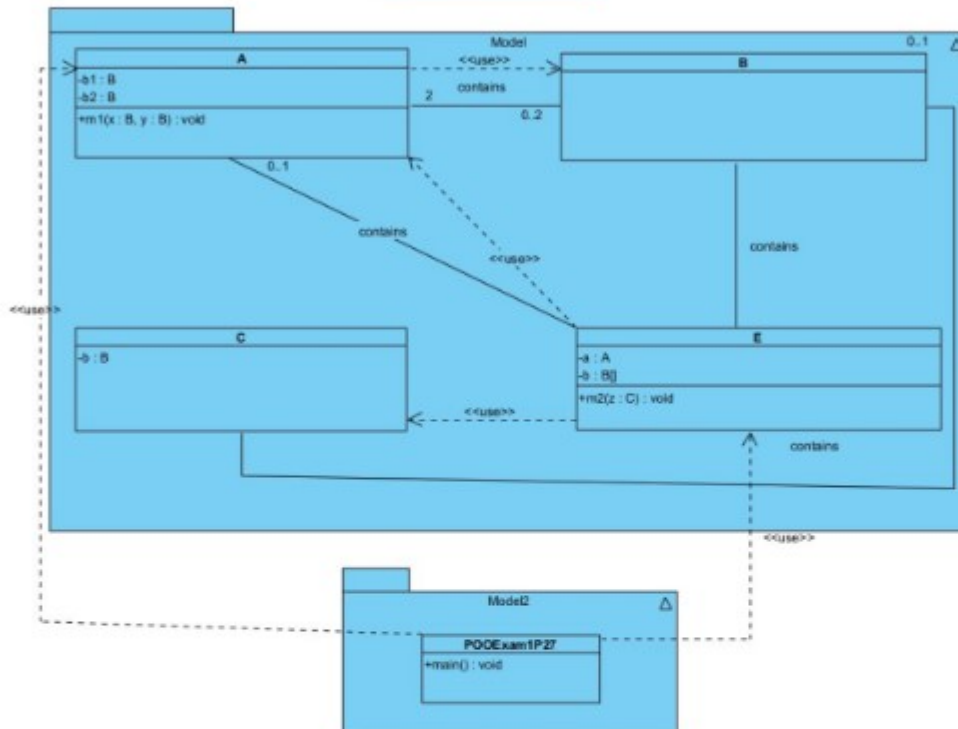 Model
0..1
A
-b1 : B
-b2 : B
+m1(x : B, y : B) : void
<<use>>
contains
2
0..2
B
0..1
contains
<<use>>
contains
<<use>>
C
-b : B
E
-a : A
-b : B[]
+m2(z : C) : void
<<use>>
contains
<<use>>
Model2
POOExam1P27
+main() : void